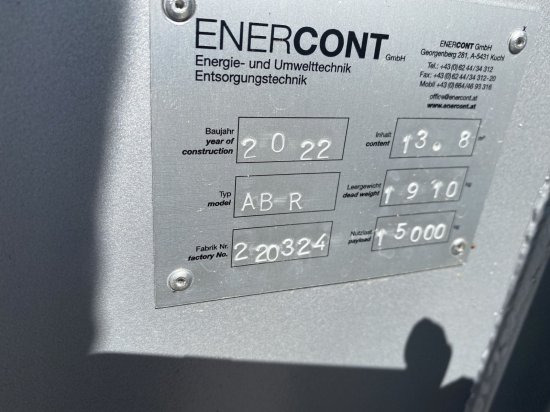 ENERCONT GmbH
Energie- und Umwelttechnik
Entsorgungstechnik
ENERCONT GmbH
Georgenberg 281, A-5431 Kuchl
Tel.: +43(0)62 44/34 312
Fax: +43(0)62 44/34 312-20
Mobil +43(0)664/46 93 316
office@enercont.at
www.enercont.at
Baujahr
year of
construction
2022
Inhalt
content
13.8 m³
Typ
model
AB-R
Leergewicht
dead weight
1910 kg
Fabrik Nr.
factory No.
220324
Nutzlast
payload
15000 kg